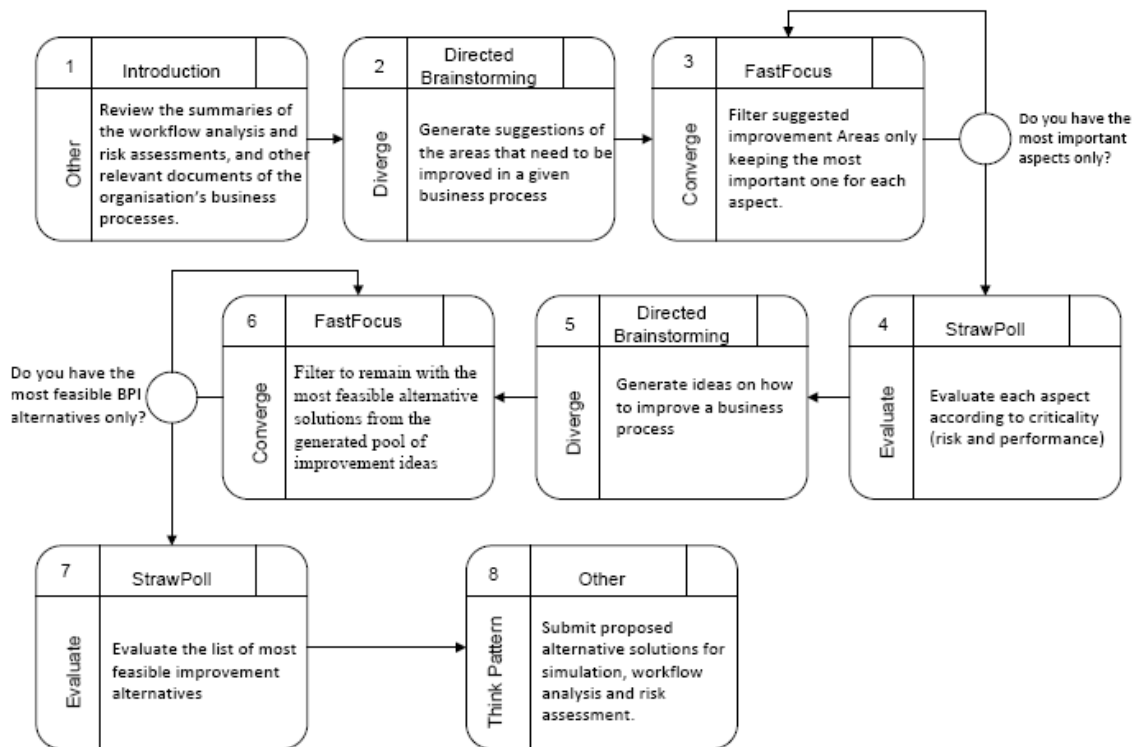 1
Introduction
Other
Review the summaries of
the workflow analysis and
risk assessments, and other
relevant documents of the
organisation's business
processes.
2
Directed
Brainstorming
Diverge
Generate suggestions of
the areas that need to be
improved in a given
business process
3
FastFocus
Converge
Filter suggested
improvement Areas only
keeping the most
important one for each
aspect.
Do you have the
most important
aspects only?
4
StrawPoll
Evaluate
Evaluate each aspect
according to criticality
(risk and performance)
5
Directed
Brainstorming
Diverge
Generate ideas on how
to improve a business
process
6
FastFocus
Converge
Filter to remain with the
most feasible alternative
solutions from the
generated pool of
improvement ideas
Do you have the
most feasible BPI
alternatives only?
7
StrawPoll
Evaluate
Evaluate the list of most
feasible improvement
alternatives
8
Other
Think Pattern
Submit proposed
alternative solutions for
simulation, workflow
analysis and risk
assessment.